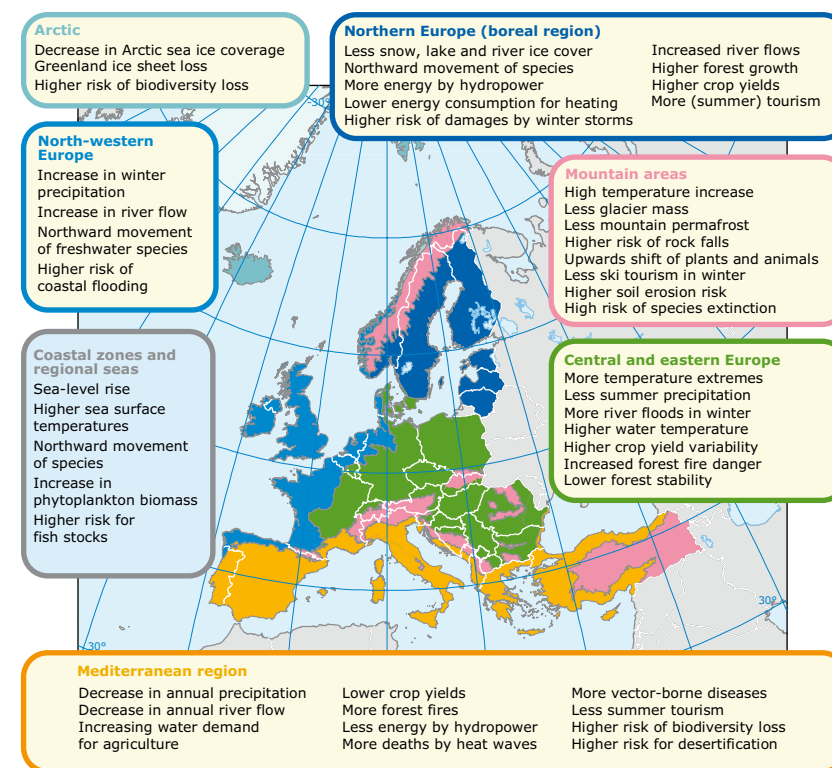 Arctic
Decrease in Arctic sea ice coverage
Greenland ice sheet loss
Higher risk of biodiversity loss
Northern Europe (boreal region)
Less snow, lake and river ice cover
Northward movement of species
More energy by hydropower
Lower energy consumption for heating
Higher risk of damages by winter storms
Increased river flows
Higher forest growth
Higher crop yields
More (summer) tourism
-30°
North-western
Europe
Increase in winter
precipitation
Increase in river flow
Northward movement
of freshwater species
Higher risk of
coastal flooding
Mountain areas
High temperature increase
Less glacier mass
Less mountain permafrost
Higher risk of rock falls
Upwards shift of plants and animals
Less ski tourism in winter
Higher soil erosion risk
High risk of species extinction
Coastal zones and
regional seas
Sea-level rise
Higher sea surface
temperatures
Northward movement
of species
Increase in
phytoplankton biomass
Higher risk for
fish stocks
Central and eastern Europe
More temperature extremes
Less summer precipitation
More river floods in winter
Higher water temperature
Higher crop yield variability
Increased forest fire danger
Lower forest stability
30°
-30°
Mediterranean region
Decrease in annual precipitation
Decrease in annual river flow
Increasing water demand
for agriculture
Lower crop yields
More forest fires
Less energy by hydropower
More deaths by heat waves
More vector-borne diseases
Less summer tourism
Higher risk of biodiversity loss
Higher risk for desertification